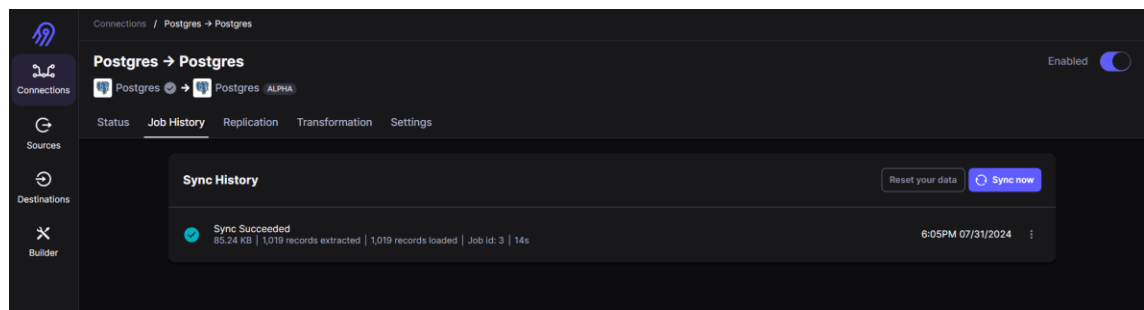 Connections / Postgres → Postgres
Postgres → Postgres
Enabled
Postgres → Postgres ALPHA
Status Job History Replication Transformation Settings
Connections
Sources
Destinations
Builder
Sync History
Reset your data Sync now
Sync Succeeded
85.24 KB | 1,019 records extracted | 1,019 records loaded | Job id: 3 | 14s
6:05PM 07/31/2024